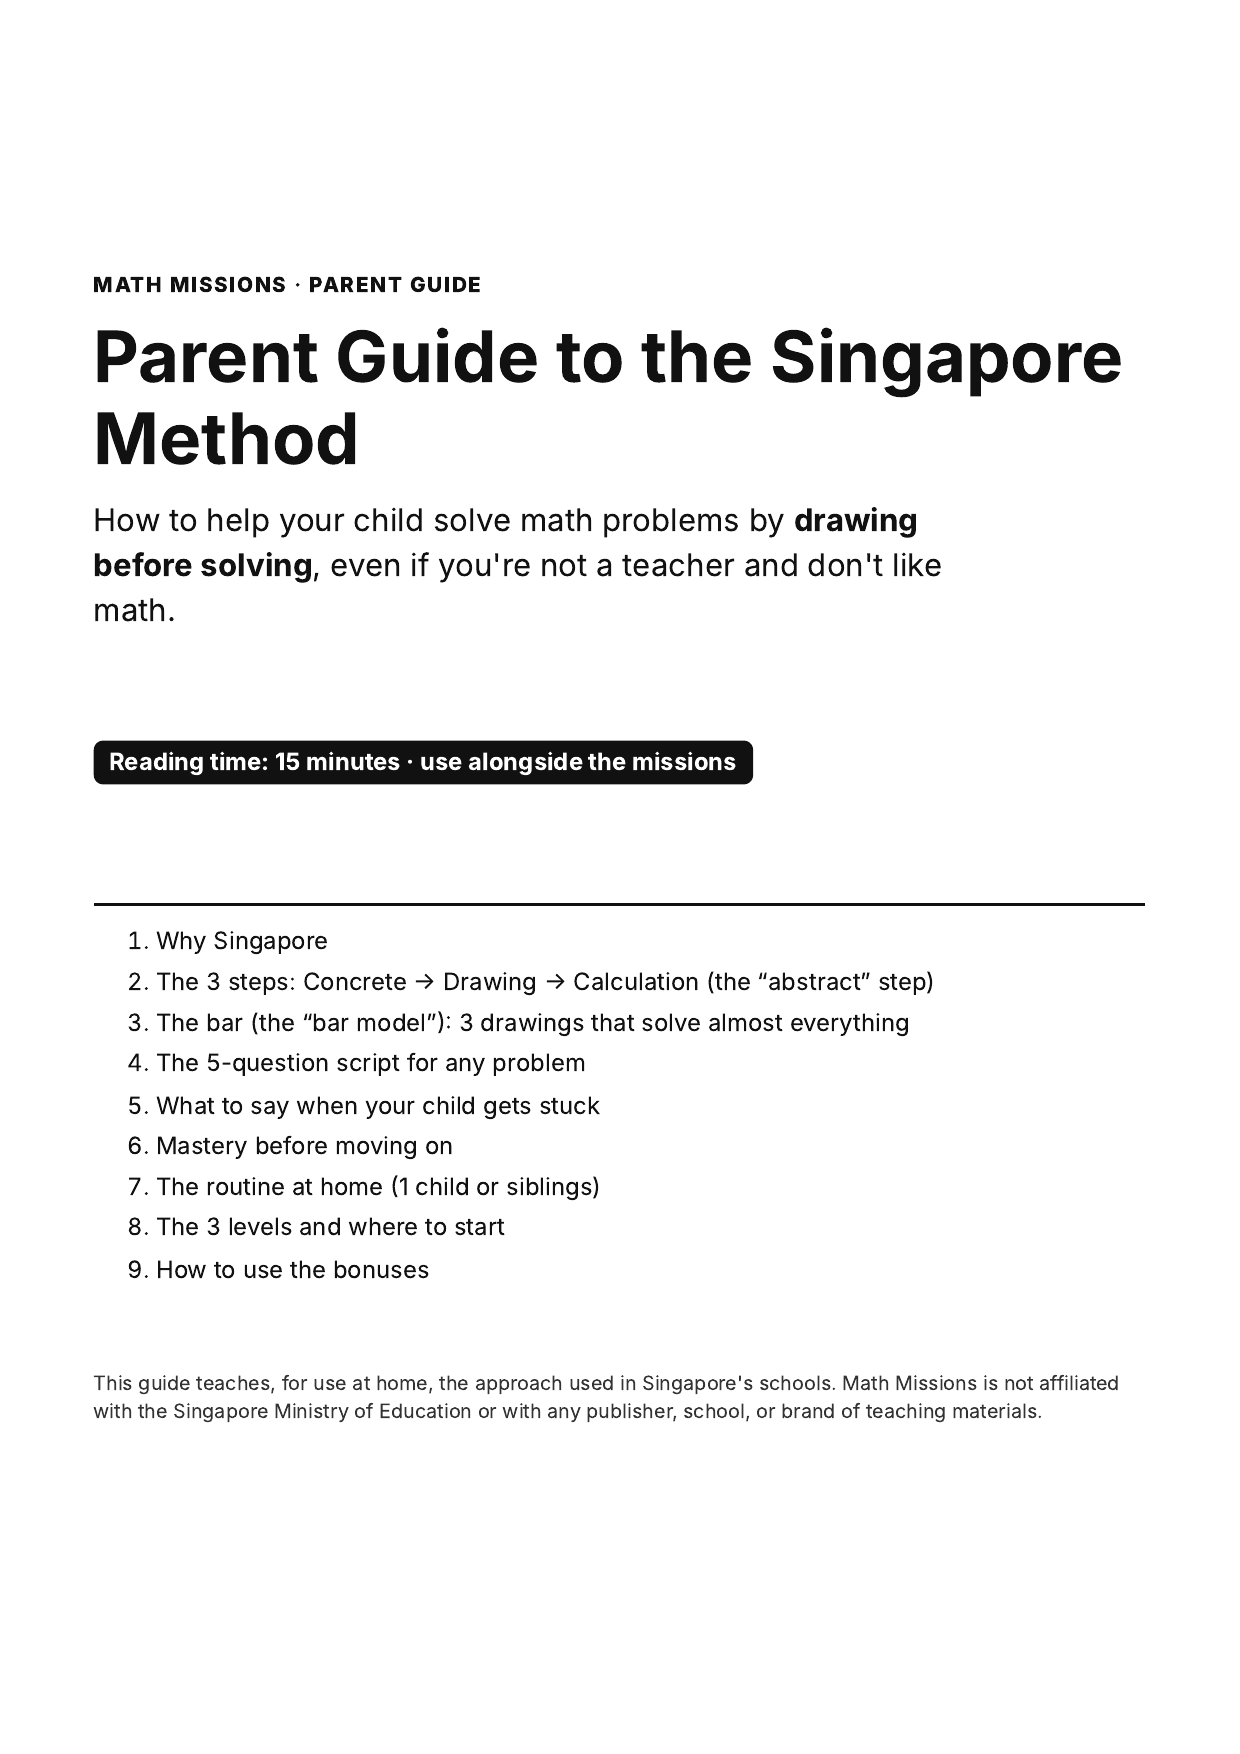 MATH MISSIONS · PARENT GUIDE
Parent Guide to the Singapore
Method
How to help your child solve math problems by drawing
before solving, even if you're not a teacher and don't like
math.
Reading time: 15 minutes · use alongside the missions
1. Why Singapore
2. The 3 steps: Concrete → Drawing → Calculation (the “abstract” step)
3. The bar (the “bar model”): 3 drawings that solve almost everything
4. The 5-question script for any problem
5. What to say when your child gets stuck
6. Mastery before moving on
7. The routine at home (1 child or siblings)
8. The 3 levels and where to start
9. How to use the bonuses
This guide teaches, for use at home, the approach used in Singapore's schools. Math Missions is not affiliated
with the Singapore Ministry of Education or with any publisher, school, or brand of teaching materials.